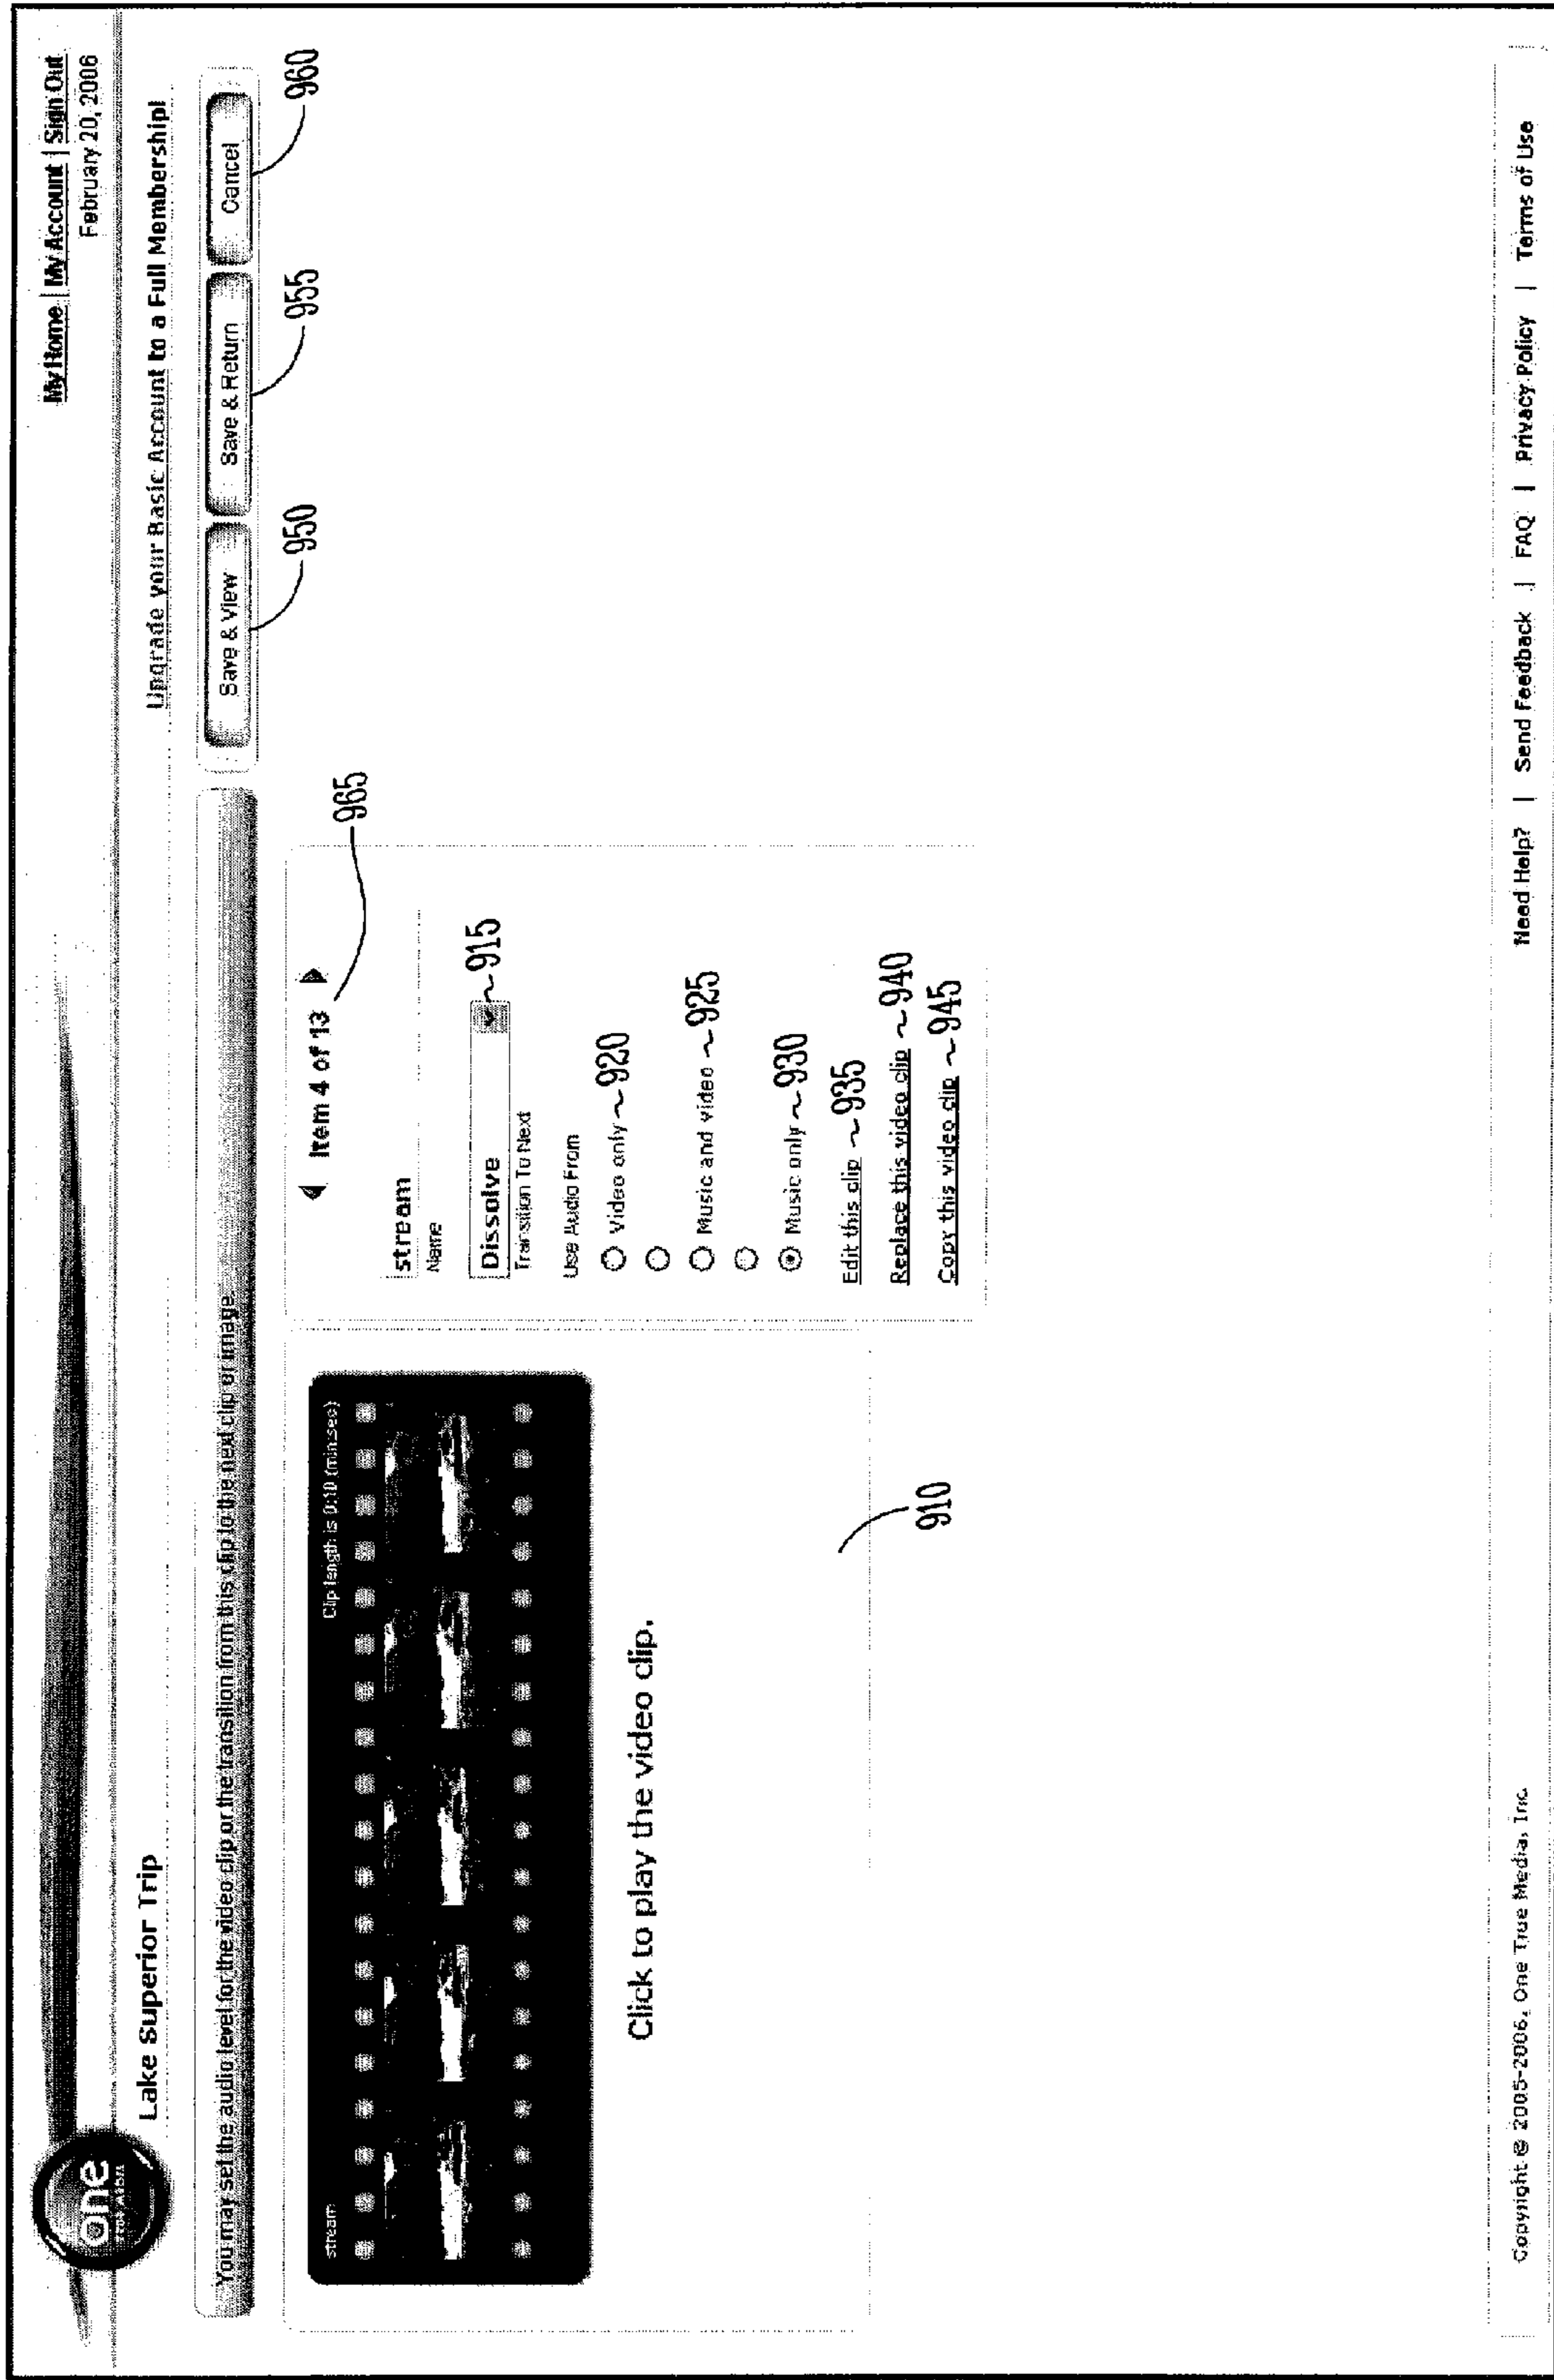 My Home | My Account | Sign Out
February 20, 2006
one
Lake Superior Trip
Upgrade your Basic Account to a Full Membership!
You may set the audio level for the video clip or the transition from this clip to the next clip or image.
Save & View
Save & Return
Cancel
950
955
960
stream
Clip length is 0:10 (min:sec)
Click to play the video clip.
910
Item 4 of 13
965
stream
Name
Dissolve
915
Transition To Next
Use Audio From
Video only ~920
Music and video ~925
Music only ~930
Edit this clip ~935
Replace this video clip ~940
Copy this video clip ~945
Copyright © 2005-2006, One True Media, Inc.
Need Help? | Send Feedback | FAQ | Privacy Policy | Terms of Use